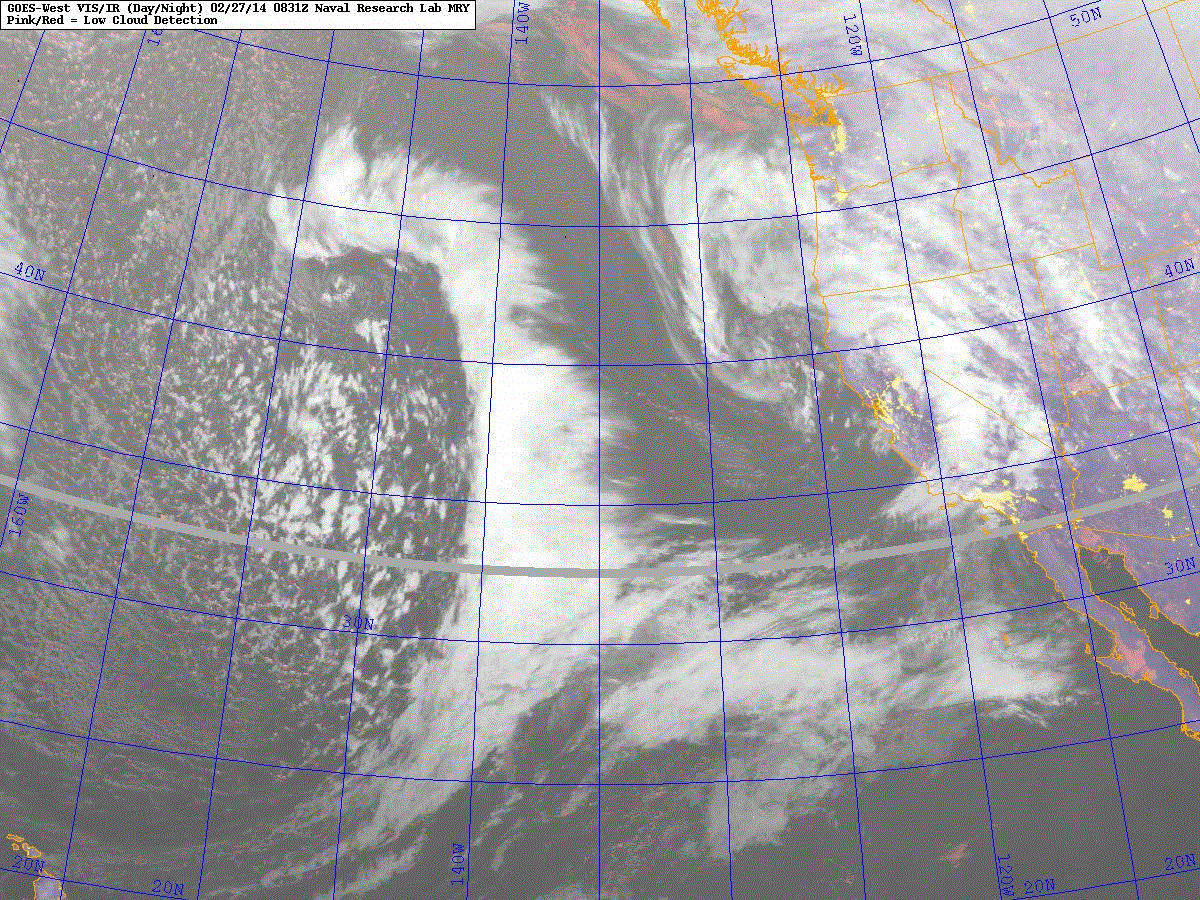 GOES-West VIS/IR (Day/Night) 02/27/14 0831Z Naval Research Lab MRY
Pink/Red = Low Cloud Detection
140W
120W
50N
40N
40N
160W
30N
30N
140W
120W
20N
20N
20N
20N